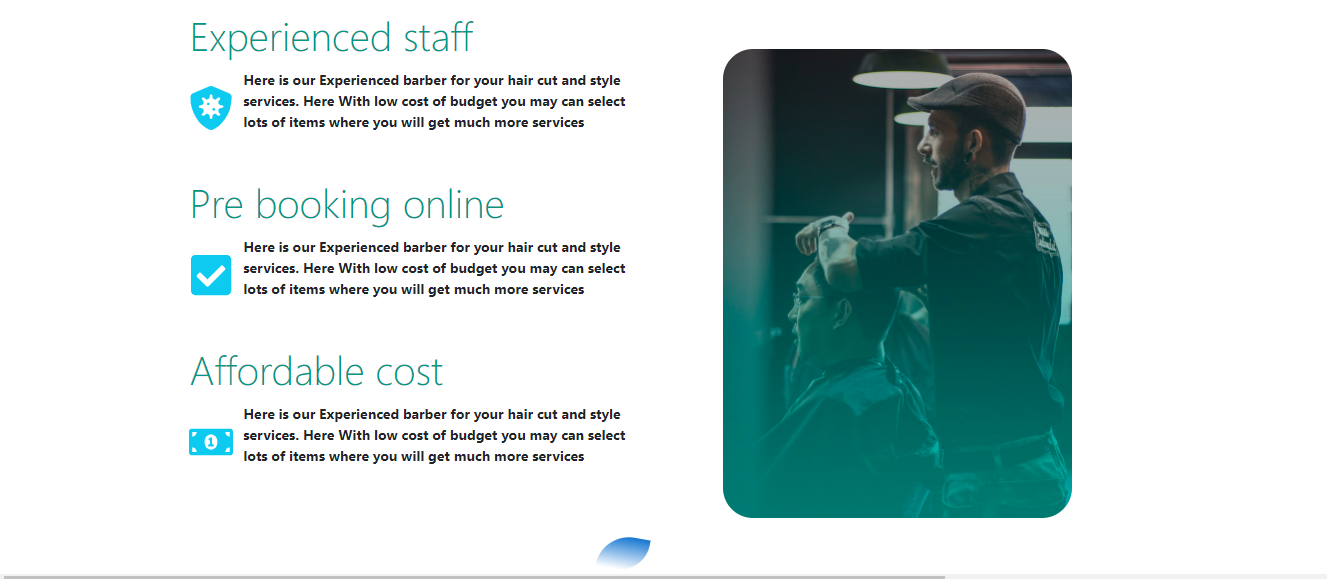 Experienced staff
Here is our Experienced barber for your hair cut and style
services. Here With low cost of budget you may can select
lots of items where you will get much more services
Pre booking online
Here is our Experienced barber for your hair cut and style
services. Here With low cost of budget you may can select
lots of items where you will get much more services
Affordable cost
1
Here is our Experienced barber for your hair cut and style
services. Here With low cost of budget you may can select
lots of items where you will get much more services